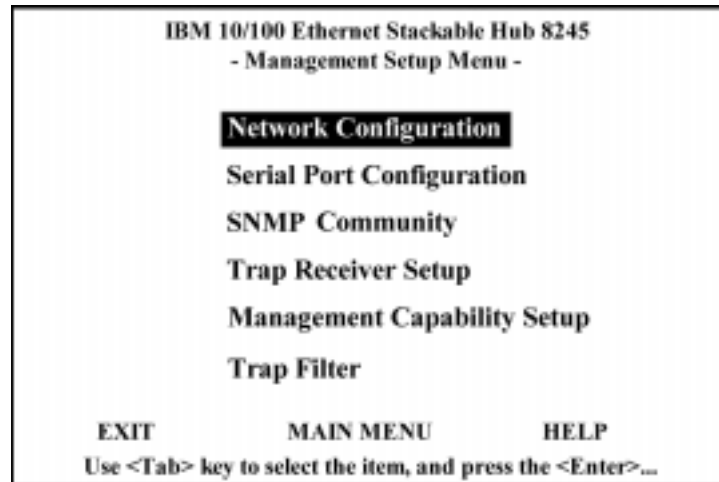 IBM 10/100 Ethernet Stackable Hub 8245
- Management Setup Menu -
Network Configuration
Serial Port Configuration
SNMP Community
Trap Receiver Setup
Management Capability Setup
Trap Filter
EXIT MAIN MENU HELP
Use <Tab> key to select the item, and press the <Enter>...